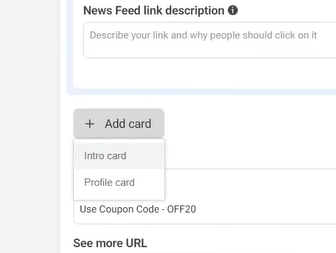 News Feed link description
Describe your link and why people should click on it
+ Add card
Intro card
Profile card
Use Coupon Code - OFF20
See more URL